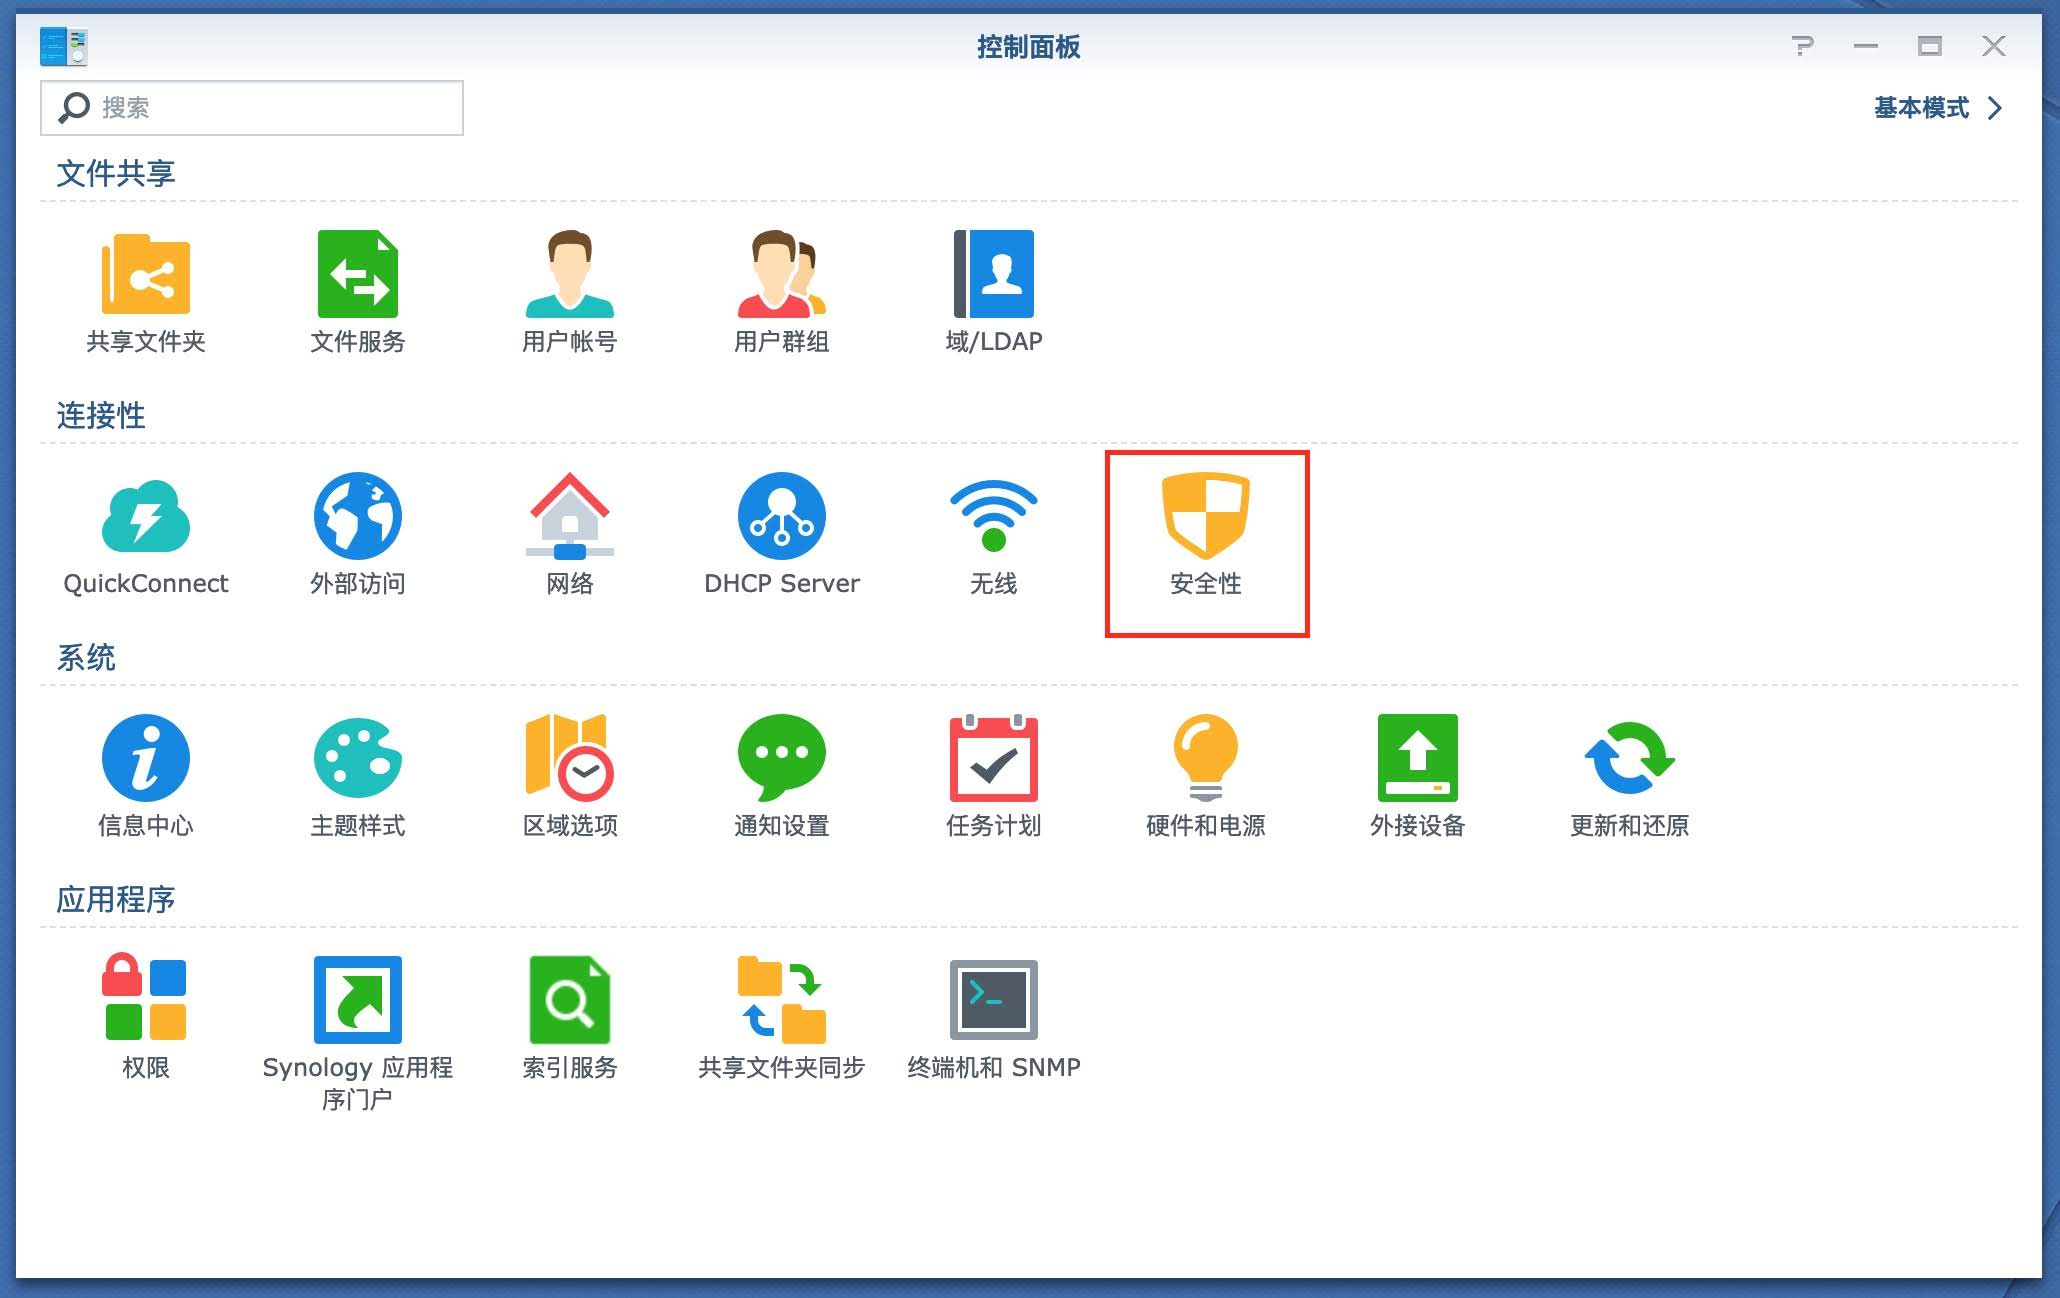 控制面板
搜索
基本模式
文件共享
共享文件夹
文件服务
用户帐号
用户群组
域/LDAP
连接性
QuickConnect
外部访问
网络
DHCP Server
无线
安全性
系统
信息中心
主题样式
区域选项
通知设置
任务计划
硬件和电源
外接设备
更新和还原
应用程序
权限
Synology 应用程
序门户
索引服务
共享文件夹同步
终端机和 SNMP